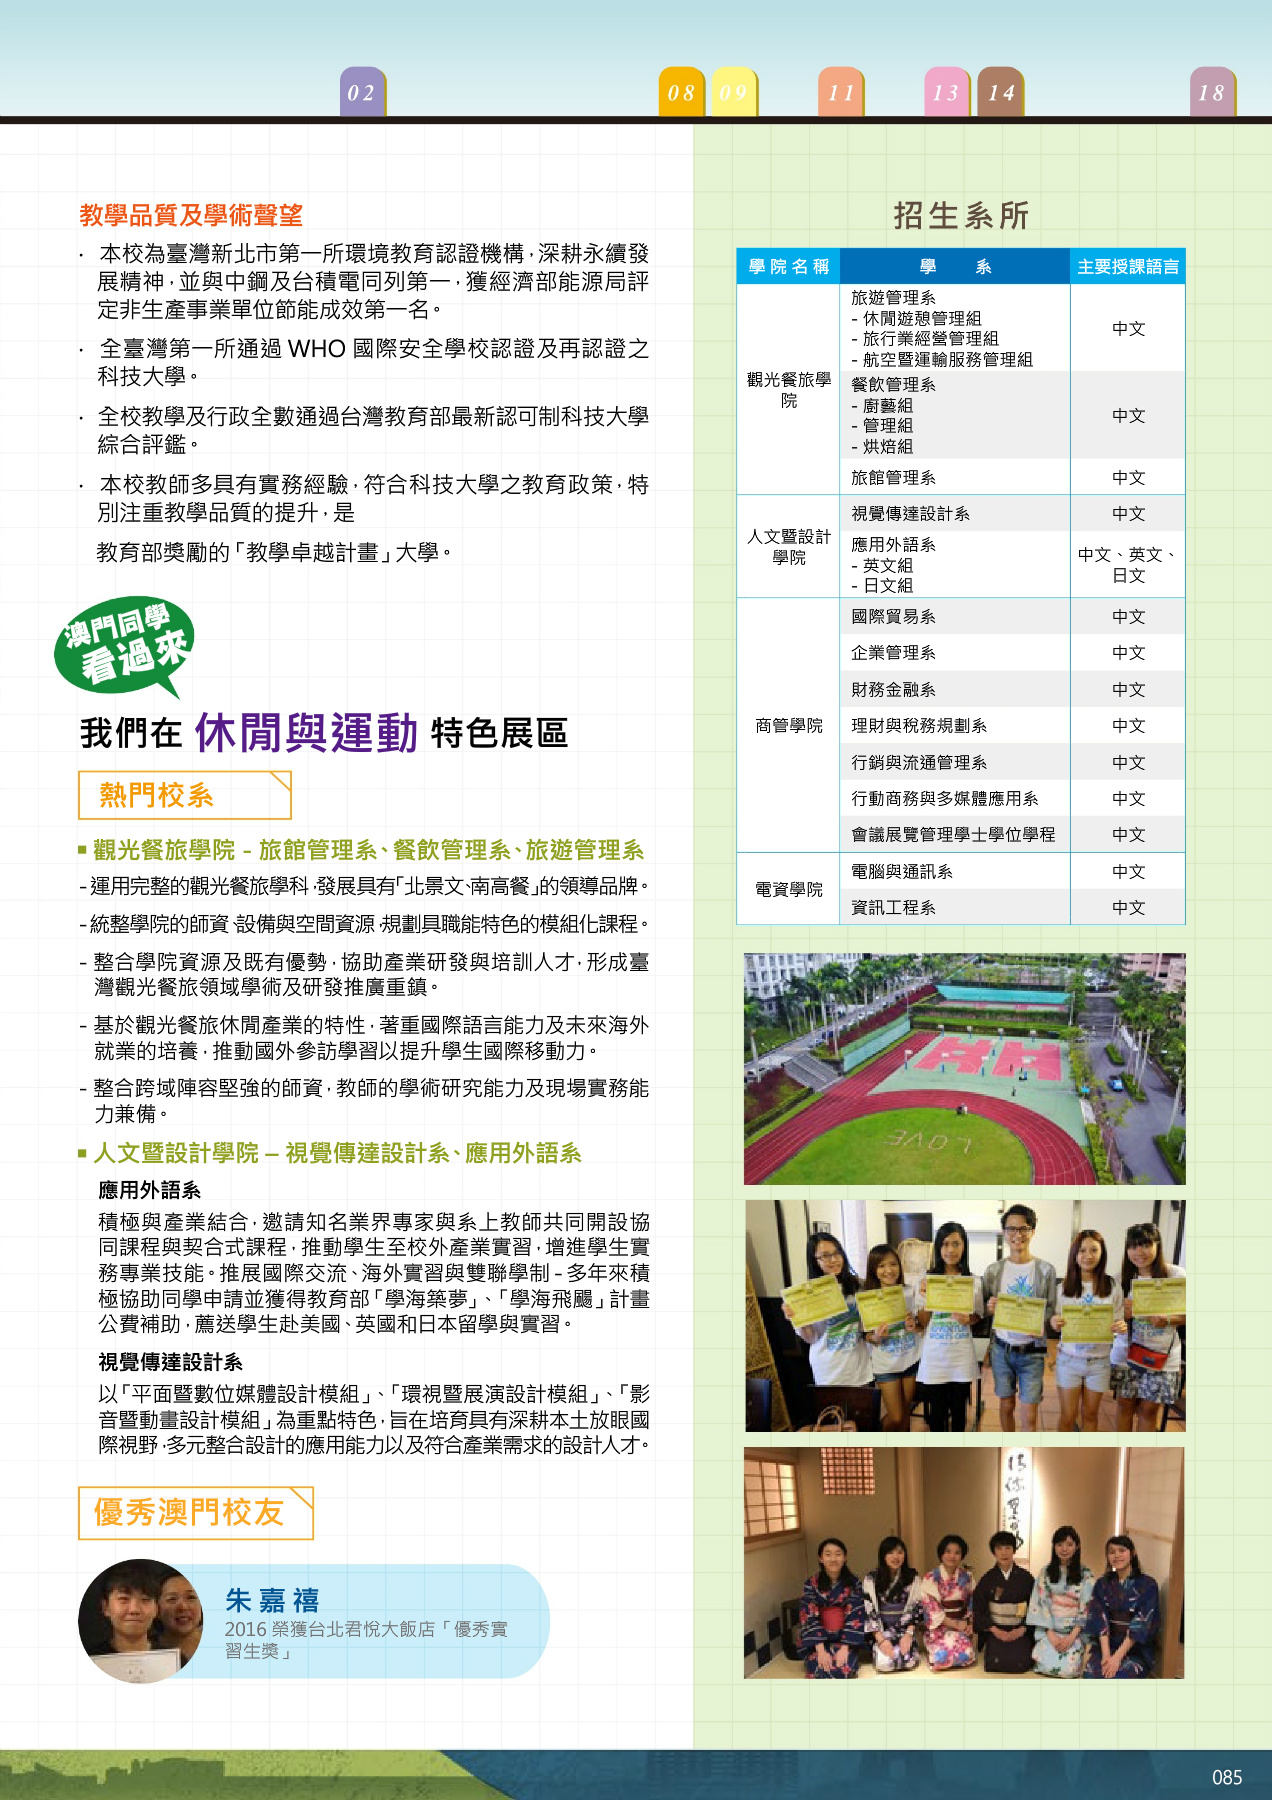 02
08
09
11
13
14
18
教學品質及學術聲望
· 本校為臺灣新北市第一所環境教育認證機構，深耕永續發
展精神，並與中鋼及台積電同列第一，獲經濟部能源局評
定非生產事業單位節能成效第一名。
· 全臺灣第一所通過 WHO 國際安全學校認證及再認證之
科技大學。
· 全校教學及行政全數通過台灣教育部最新認可制科技大學
綜合評鑑。
· 本校教師多具有實務經驗，符合科技大學之教育政策，特
別注重教學品質的提升，是
教育部獎勵的「教學卓越計畫」大學。
澳門同學
看過來
我們在 休閒與運動 特色展區
熱門校系
觀光餐旅學院 - 旅館管理系、餐飲管理系、旅遊管理系
- 運用完整的觀光餐旅學科，發展具有「北景文、南高餐」的領導品牌。
- 統整學院的師資、設備與空間資源，規劃具職能特色的模組化課程。
- 整合學院資源及既有優勢，協助產業研發與培訓人才，形成臺
灣觀光餐旅領域學術及研發推廣重鎮。
- 基於觀光餐旅休閒產業的特性，著重國際語言能力及未來海外
就業的培養，推動國外參訪學習以提升學生國際移動力。
- 整合跨域陣容堅強的師資，教師的學術研究能力及現場實務能
力兼備。
人文暨設計學院 – 視覺傳達設計系、應用外語系
應用外語系
積極與產業結合，邀請知名業界專家與系上教師共同開設協
同課程與契合式課程，推動學生至校外產業實習，增進學生實
務專業技能。推展國際交流、海外實習與雙聯學制 - 多年來積
極協助同學申請並獲得教育部「學海築夢」、「學海飛颺」計畫
公費補助，薦送學生赴美國、英國和日本留學與實習。
視覺傳達設計系
以「平面暨數位媒體設計模組」、「環視暨展演設計模組」、「影
音暨動畫設計模組」為重點特色，旨在培育具有深耕本土放眼國
際視野，多元整合設計的應用能力以及符合產業需求的設計人才。
優秀澳門校友
朱嘉禧
2016 榮獲台北君悅大飯店「優秀實
習生獎」
招生系所
學院名稱 學 系 主要授課語言
觀光餐旅學
院
旅遊管理系
- 休閒遊憩管理組
- 旅行業經營管理組
- 航空暨運輸服務管理組
中文
餐飲管理系
- 廚藝組
- 管理組
- 烘焙組
中文
旅館管理系 中文
人文暨設計
學院
視覺傳達設計系 中文
應用外語系
- 英文組
- 日文組
中文、英文、
日文
商管學院
國際貿易系 中文
企業管理系 中文
財務金融系 中文
理財與稅務規劃系 中文
行銷與流通管理系 中文
行動商務與多媒體應用系 中文
會議展覽管理學士學位學程 中文
電資學院
電腦與通訊系 中文
資訊工程系 中文
LOVE
085